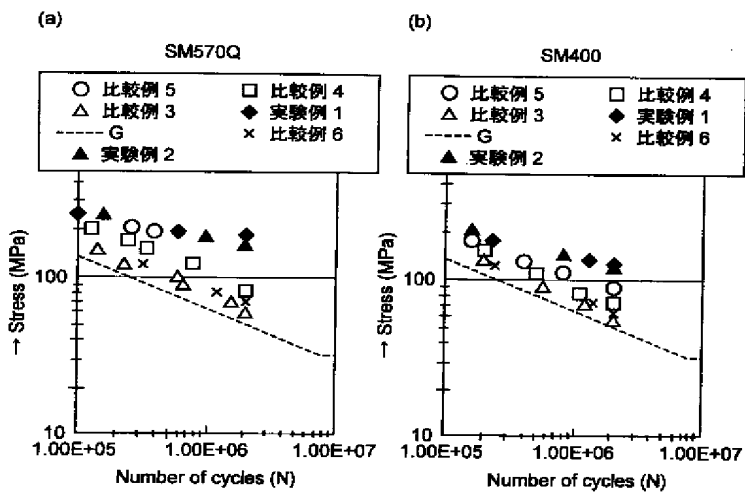 (a)
SM570Q
比較例 5 比較例 4
比較例 3 実験例 1
G 比較例 6
実験例 2
→ Stress (MPa)
100
10
1.00E+05 1.00E+06 1.00E+07
Number of cycles (N)
(b)
SM400
比較例 5 比較例 4
比較例 3 実験例 1
G 比較例 6
実験例 2
→ Stress (MPa)
100
10
1.00E+05 1.00E+06 1.00E+07
Number of cycles (N)